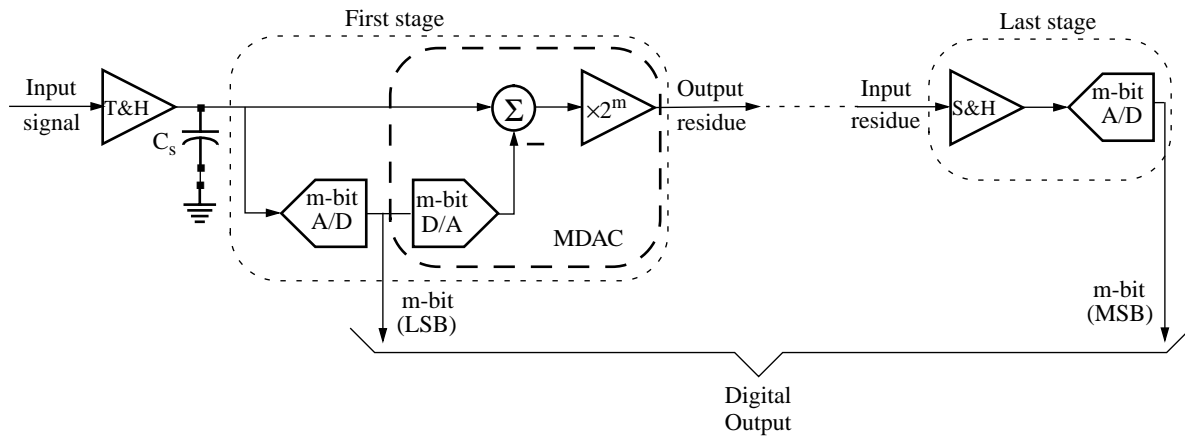 First stage
Last stage
Input
signal
T&H
Cs
Σ
×2^m
Output
residue
Input
residue
S&H
m-bit
A/D
m-bit
A/D
m-bit
D/A
MDAC
m-bit
(LSB)
m-bit
(MSB)
Digital
Output